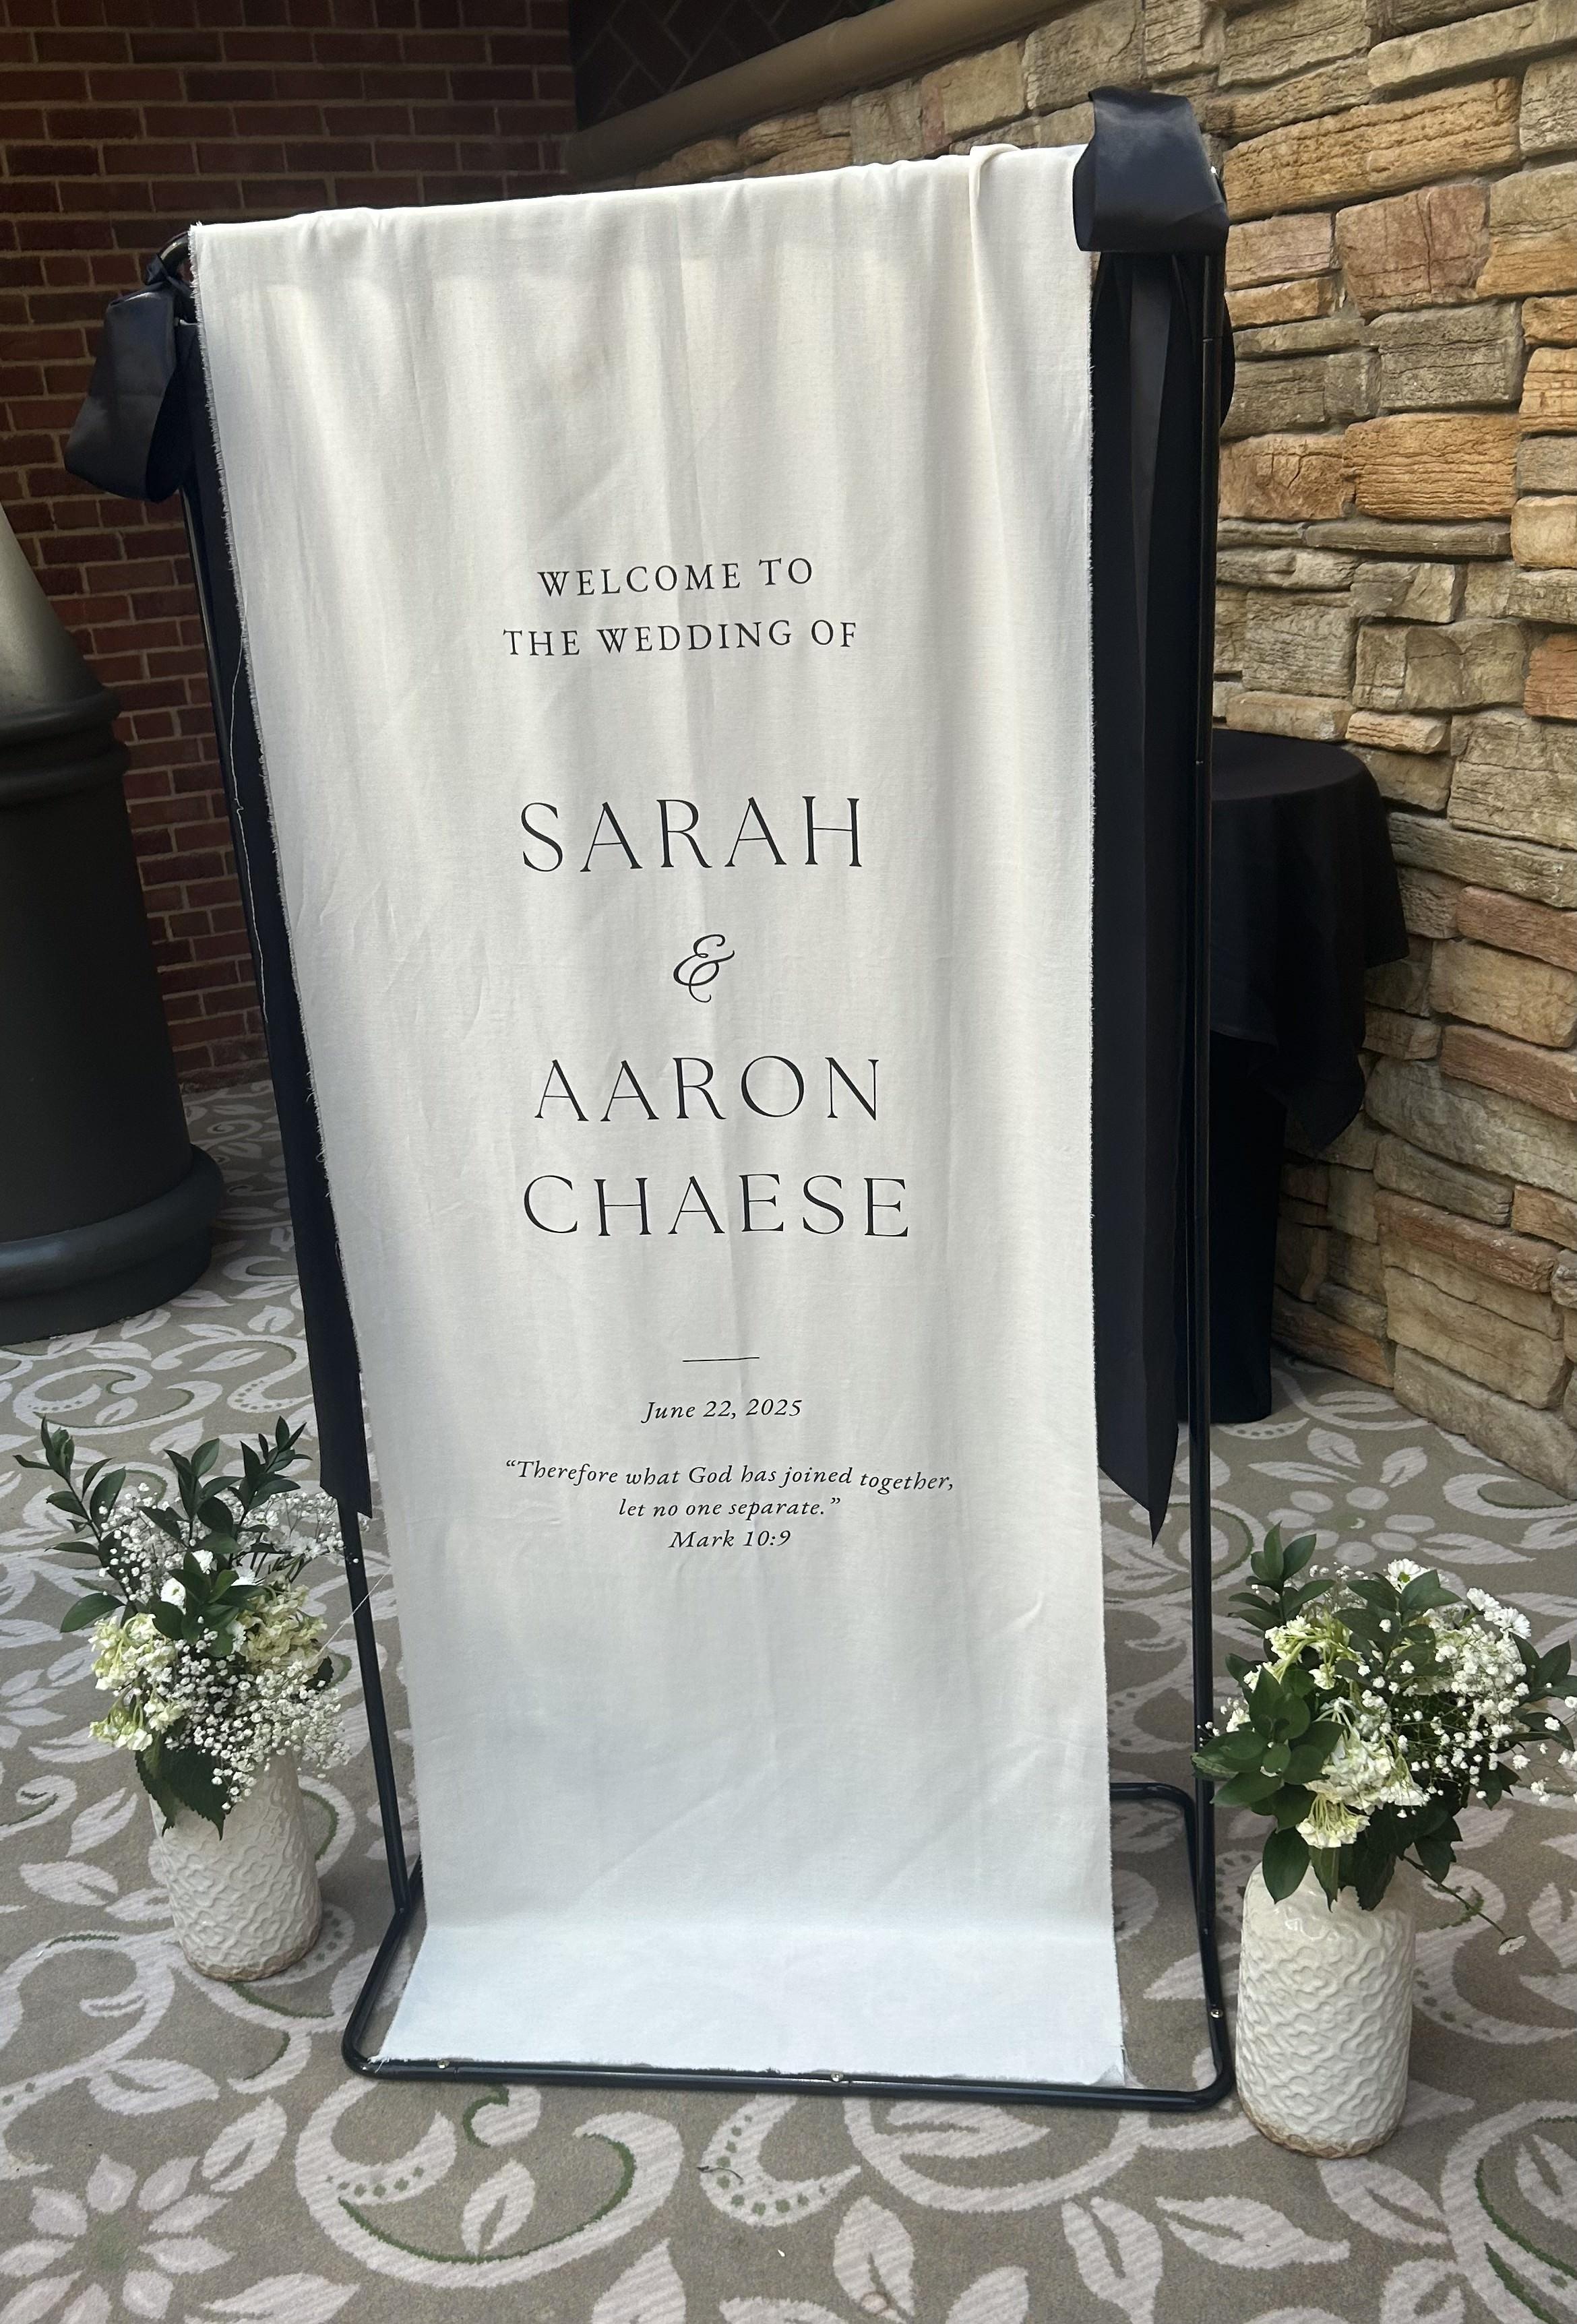 WELCOME TO
THE WEDDING OF
SARAH
&
AARON
CHAESE
June 22, 2025
“Therefore what God has joined together,
let no one separate.”
Mark 10:9